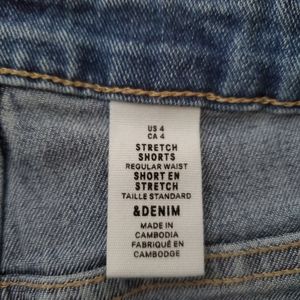 US 4
CA 4
STRETCH
SHORTS
REGULAR WAIST
SHORT EN
STRETCH
TAILLE STANDARD
&DENIM
MADE IN
CAMBODIA
FABRIQUÉ EN
CAMBODGE